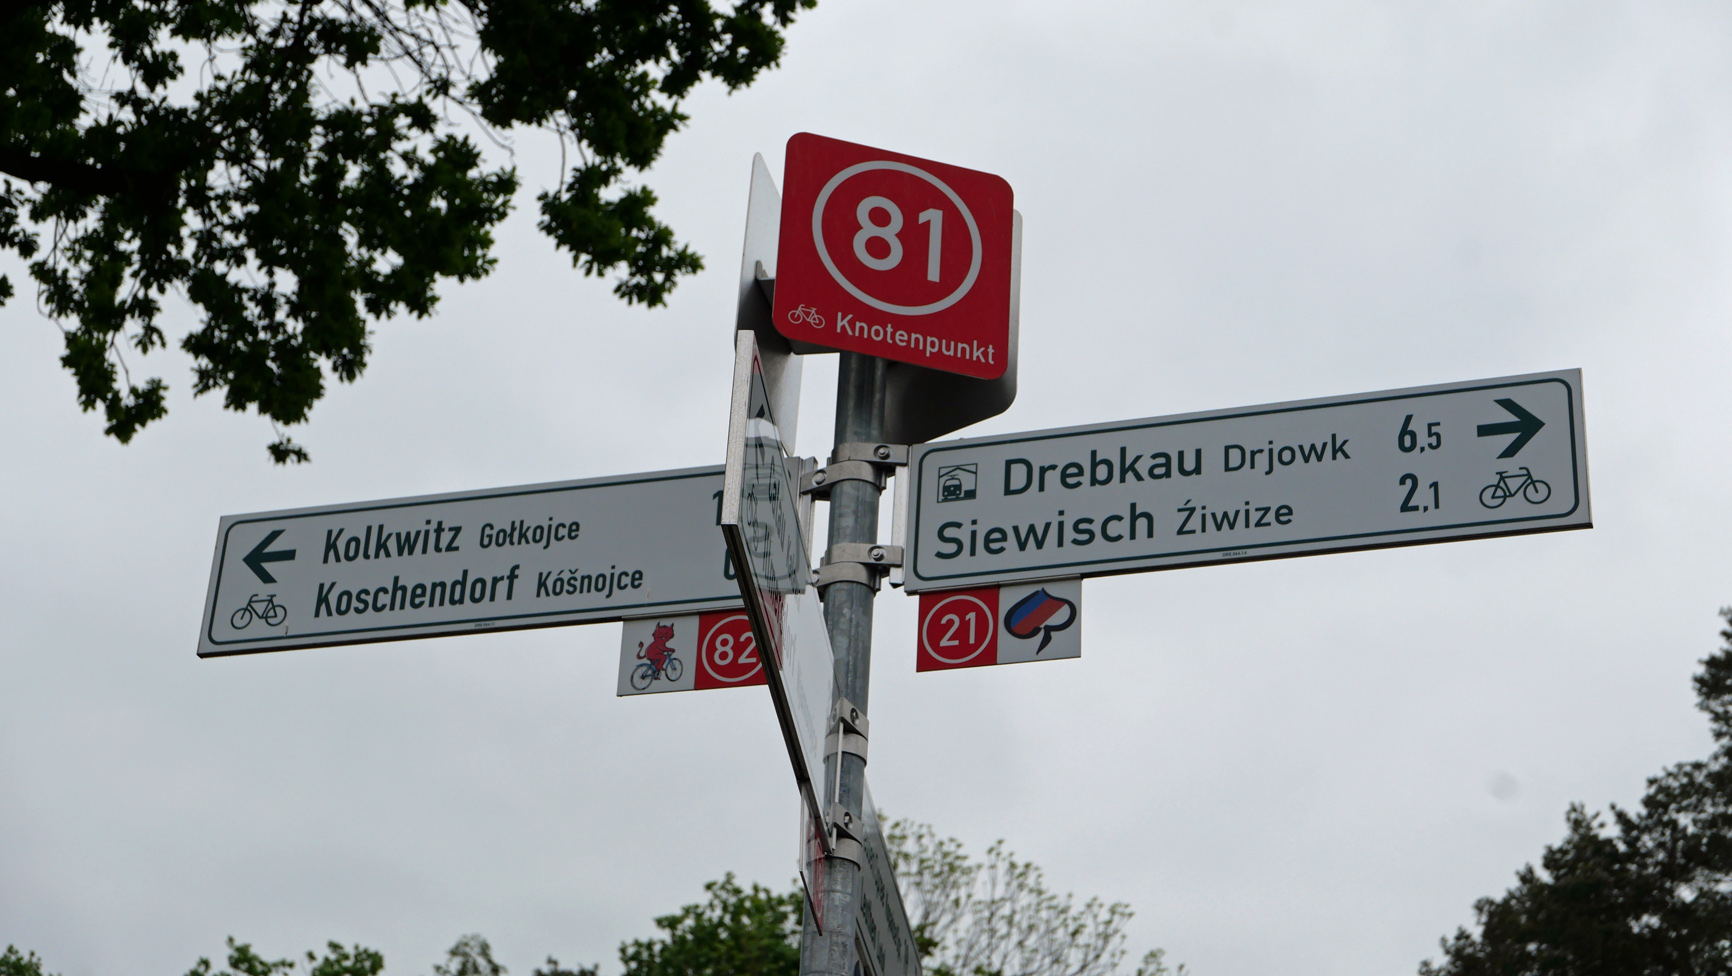 81
Knotenpunkt
Kolkwitz Gołkojce
Koschendorf Kóšnojce
82
Drebkau Drjowk 6,5
Siewisch Źiwize 2,1
21